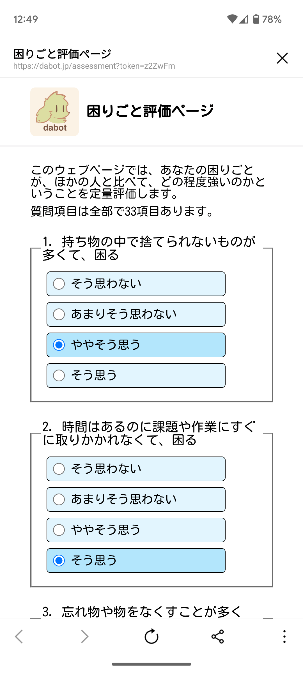 12:49
78%
困りごと評価ページ
https://dabot.jp/assessment?token=z2ZwFm
dabot
困りごと評価ページ
このウェブページでは、あなたの困りごと
が、ほかの人と比べて、どの程度強いのかと
いうことを定量評価します。
質問項目は全部で33項目あります。
1. 持ち物の中で捨てられないものが
多くて、困る
そう思わない
あまりそう思わない
ややそう思う
そう思う
2. 時間はあるのに課題や作業にすぐ
に取りかかれなくて、困る
そう思わない
あまりそう思わない
ややそう思う
そう思う
3. 忘れ物や物をなくすことが多く